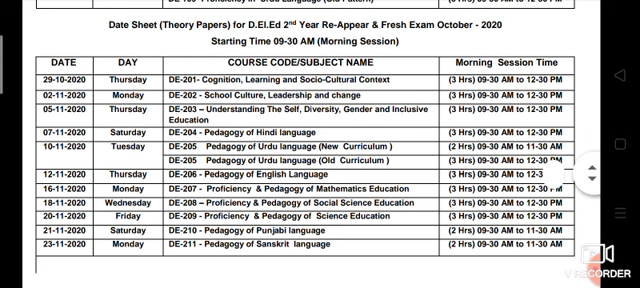 Date Sheet (Theory Papers) for D.El.Ed 2nd Year Re-Appear & Fresh Exam October - 2020
Starting Time 09-30 AM (Morning Session)
DATE DAY COURSE CODE/SUBJECT NAME Morning Session Time
29-10-2020 Thursday DE-201- Cognition, Learning and Socio-Cultural Context (3 Hrs) 09-30 AM to 12-30 PM
02-11-2020 Monday DE-202 - School Culture, Leadership and change (3 Hrs) 09-30 AM to 12-30 PM
05-11-2020 Thursday DE-203 – Understanding The Self, Diversity, Gender and Inclusive (3 Hrs) 09-30 AM to 12-30 PM
Education
07-11-2020 Saturday DE-204 - Pedagogy of Hindi language (3 Hrs) 09-30 AM to 12-30 PM
10-11-2020 Tuesday DE-205 Pedagogy of Urdu language (New Curriculum ) (2 Hrs) 09-30 AM to 11-30 AM
DE-205 Pedagogy of Urdu language (Old Curriculum ) (3 Hrs) 09-30 AM to 12-30 PM
12-11-2020 Thursday DE-206 - Pedagogy of English Language (3 Hrs) 09-30 AM to 12-3
16-11-2020 Monday DE-207 - Proficiency & Pedagogy of Mathematics Education (3 Hrs) 09-30 AM to 12-30 PM
18-11-2020 Wednesday DE-208 – Proficiency & Pedagogy of Social Science Education (3 Hrs) 09-30 AM to 12-30 PM
20-11-2020 Friday DE-209 - Proficiency & Pedagogy of Science Education (3 Hrs) 09-30 AM to 12-30 PM
21-11-2020 Saturday DE-210 - Pedagogy of Punjabi language (2 Hrs) 09-30 AM to 11-30 AM
23-11-2020 Monday DE-211 - Pedagogy of Sanskrit language (2 Hrs) 09-30 AM to 11-30 AM
V RECORDER